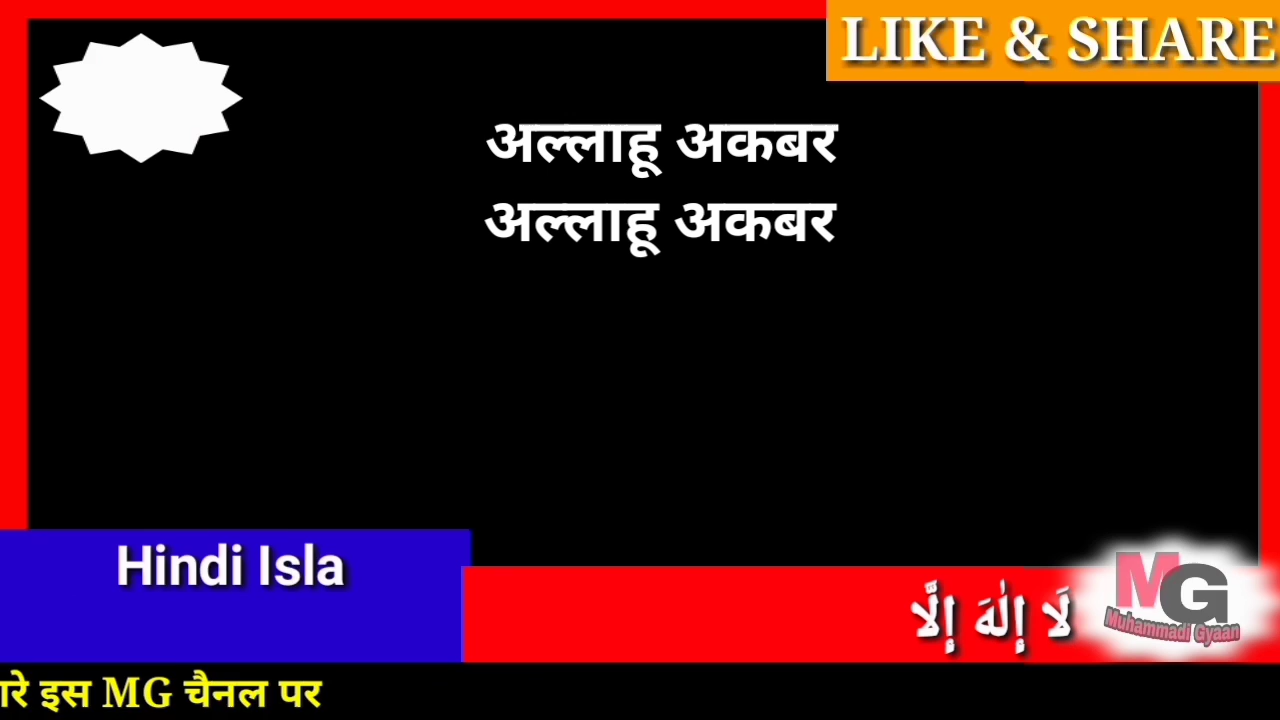 LIKE & SHARE
अल्लाहू अकबर
अल्लाहू अकबर
Hindi Isla
لَا إِلٰهَ إِلَّا
MG
Muhammadi Gyaan
रे इस MG चैनल पर